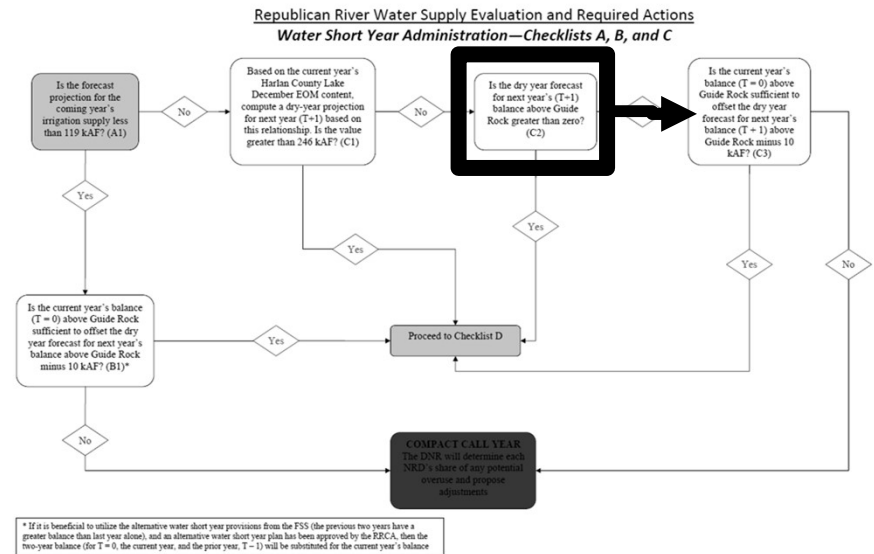 Republican River Water Supply Evaluation and Required Actions
Water Short Year Administration—Checklists A, B, and C
Is the forecast
projection for the
coming year's
irrigation supply less
than 119 kAF? (A1)
No
Based on the current year's
Harlan County Lake
December EOM content,
compute a dry-year projection
for next year (T+1) based on
this relationship. Is the value
greater than 246 kAF? (C1)
No
Is the dry year forecast
for next year's (T+1)
balance above Guide
Rock greater than zero?
(C2)
Is the current year's
balance (T = 0) above
Guide Rock sufficient to
offset the dry year
forecast for next year's
balance (T + 1) above
Guide Rock minus 10
kAF? (C3)
Yes
Yes
Yes
Yes
No
Is the current year's balance
(T = 0) above Guide Rock
sufficient to offset the dry
year forecast for next year's
balance above Guide Rock
minus 10 kAF? (B1)*
Yes
Proceed to Checklist D
No
COMPACT CALL YEAR
The DNR will determine each
NRD's share of any potential
overuse and propose
adjustments
* If it is beneficial to utilize the alternative water short year provisions from the FSS (the previous two years have a
greater balance than last year alone), and an alternative water short year plan has been approved by the RRCA, then the
two-year balance (for T = 0, the current year, and the prior year, T – 1) will be substituted for the current year's balance